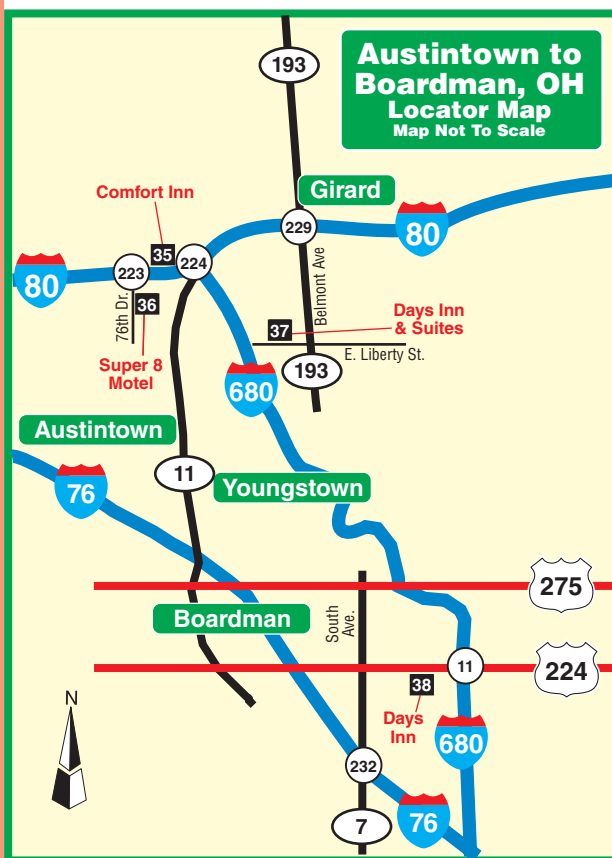 193
Austintown to
Boardman, OH
Locator Map
Map Not To Scale
Comfort Inn
Girard
35
229
80
224
223
80
36
76th Dr.
Belmont Ave
37
Days Inn
& Suites
E. Liberty St.
Super 8
Motel
193
680
Austintown
11
76
Youngstown
275
Boardman
South
Ave.
11
224
38
Days
Inn
N
680
232
7
76